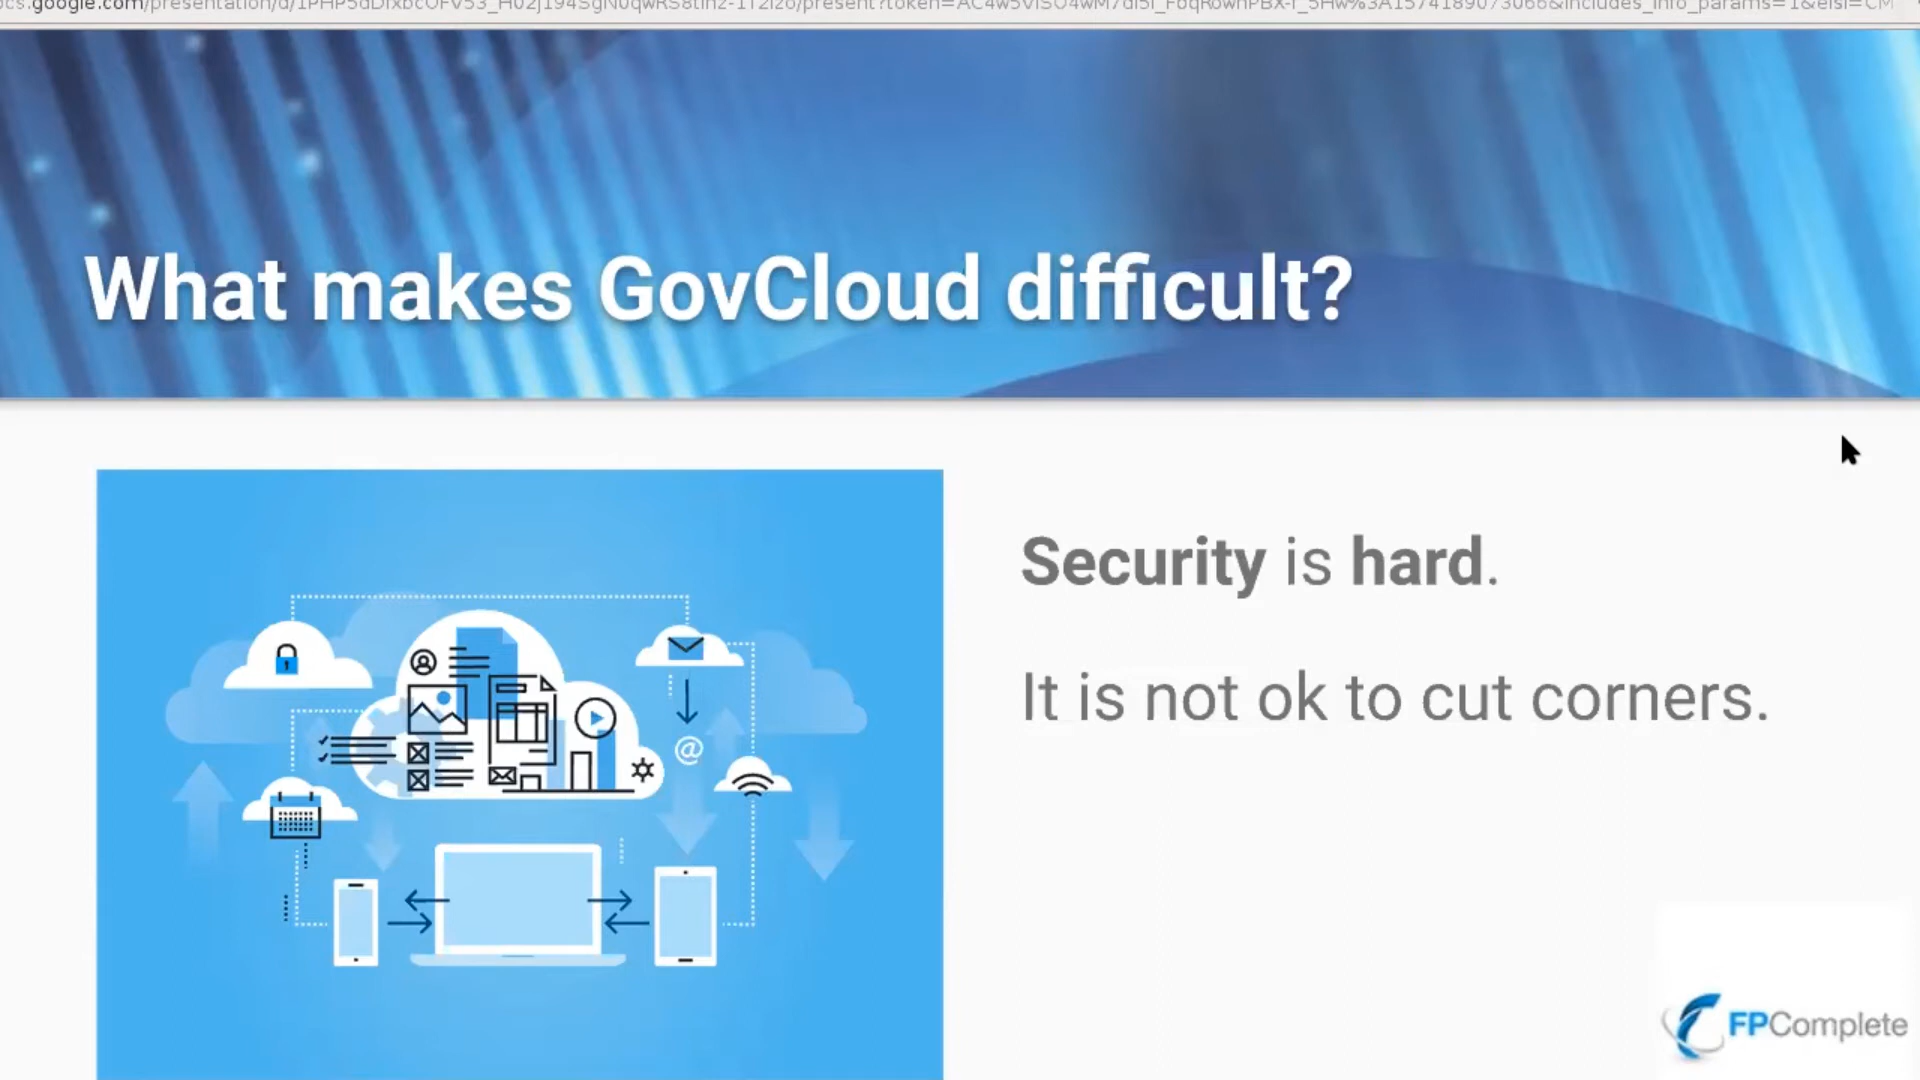 What makes GovCloud difficult?
Security is hard.
It is not ok to cut corners.
@
FPComplete